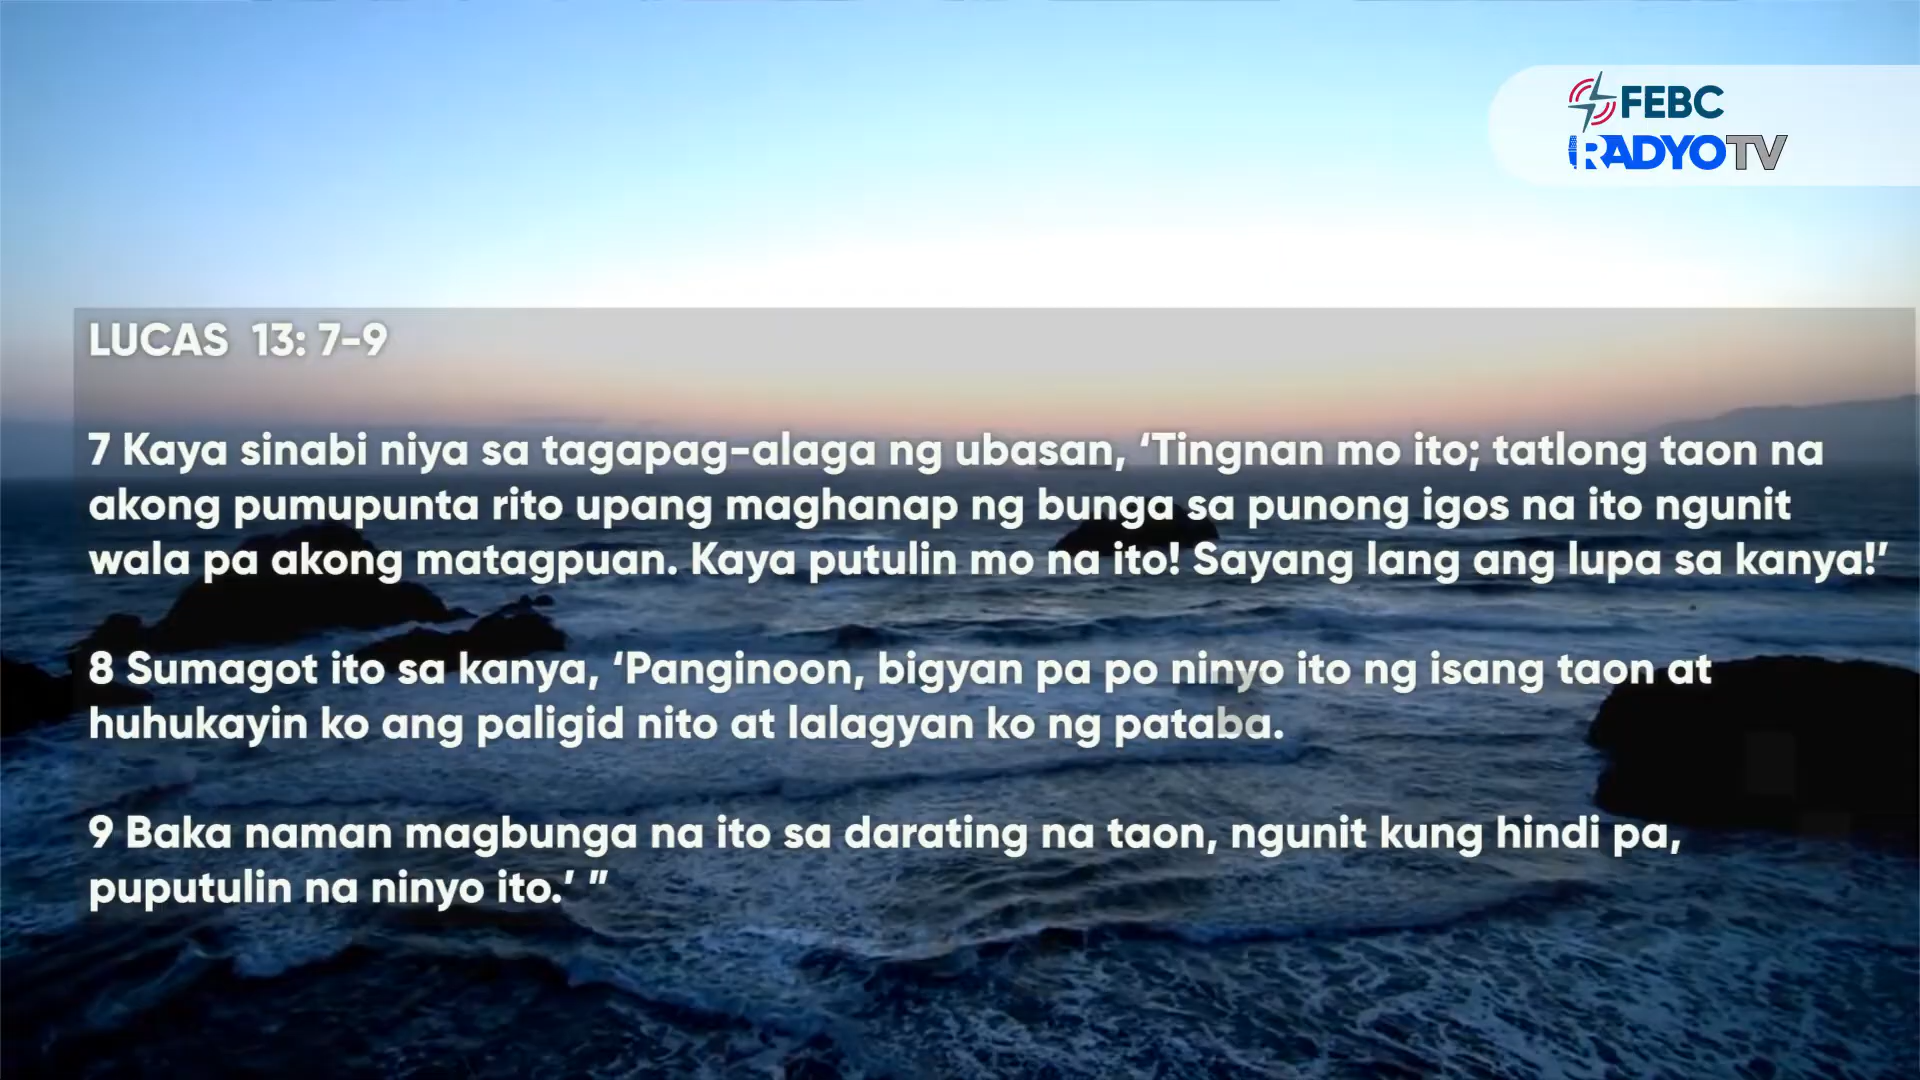 FEBC
RADYOTV
LUCAS 13: 7-9
7 Kaya sinabi niya sa tagapag-alaga ng ubasan, ‘Tingnan mo ito; tatlong taon na
akong pumupunta rito upang maghanap ng bunga sa punong igos na ito ngunit
wala pa akong matagpuan. Kaya putulin mo na ito! Sayang lang ang lupa sa kanya!’
8 Sumagot ito sa kanya, ‘Panginoon, bigyan pa po ninyo ito ng isang taon at
huhukayin ko ang paligid nito at lalagyan ko ng pataba.
9 Baka naman magbunga na ito sa darating na taon, ngunit kung hindi pa,
puputulin na ninyo ito.’ ”